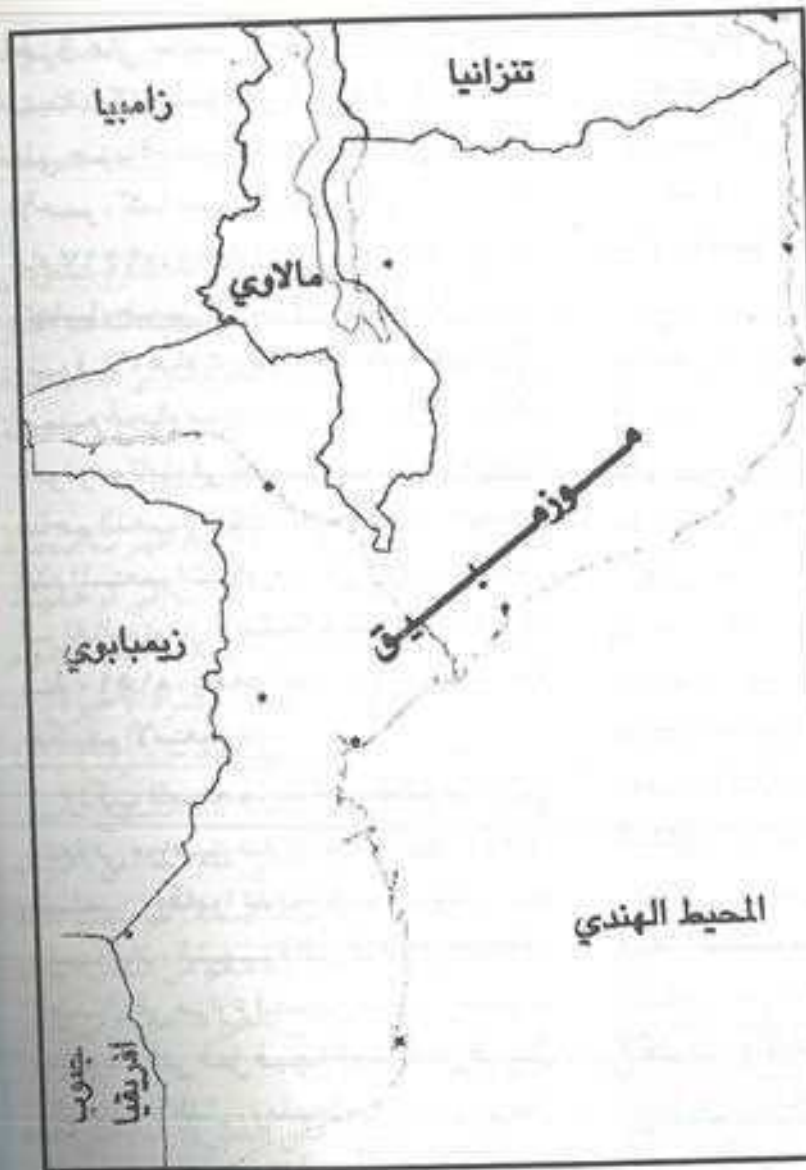 تنزانيا
زامبيا
مالاوي
موزمبيق
زيمبابوي
المحيط الهندي
جنوب
أفريقيا